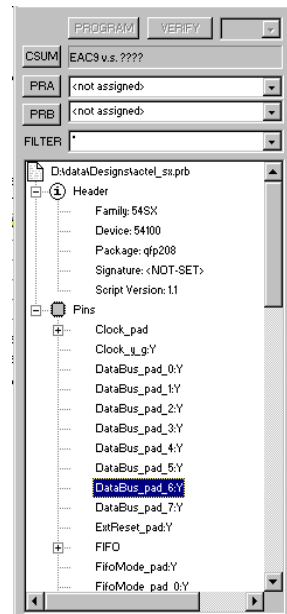 PROGRAM VERIFY
CSUM EAC9 v.s. ????
PRA <not assigned>
PRB <not assigned>
FILTER *
D:\data\Designs\actel_sx.prb
Header
Family: 54SX
Device: 54100
Package: qfp208
Signature: <NOT-SET>
Script Version: 1.1
Pins
Clock_pad
Clock_y_g:Y
DataBus_pad_0:Y
DataBus_pad_1:Y
DataBus_pad_2:Y
DataBus_pad_3:Y
DataBus_pad_4:Y
DataBus_pad_5:Y
DataBus_pad_6:Y
DataBus_pad_7:Y
ExtReset_pad:Y
FIFO
FifoMode_pad:Y
FifoMode_pad_0:Y